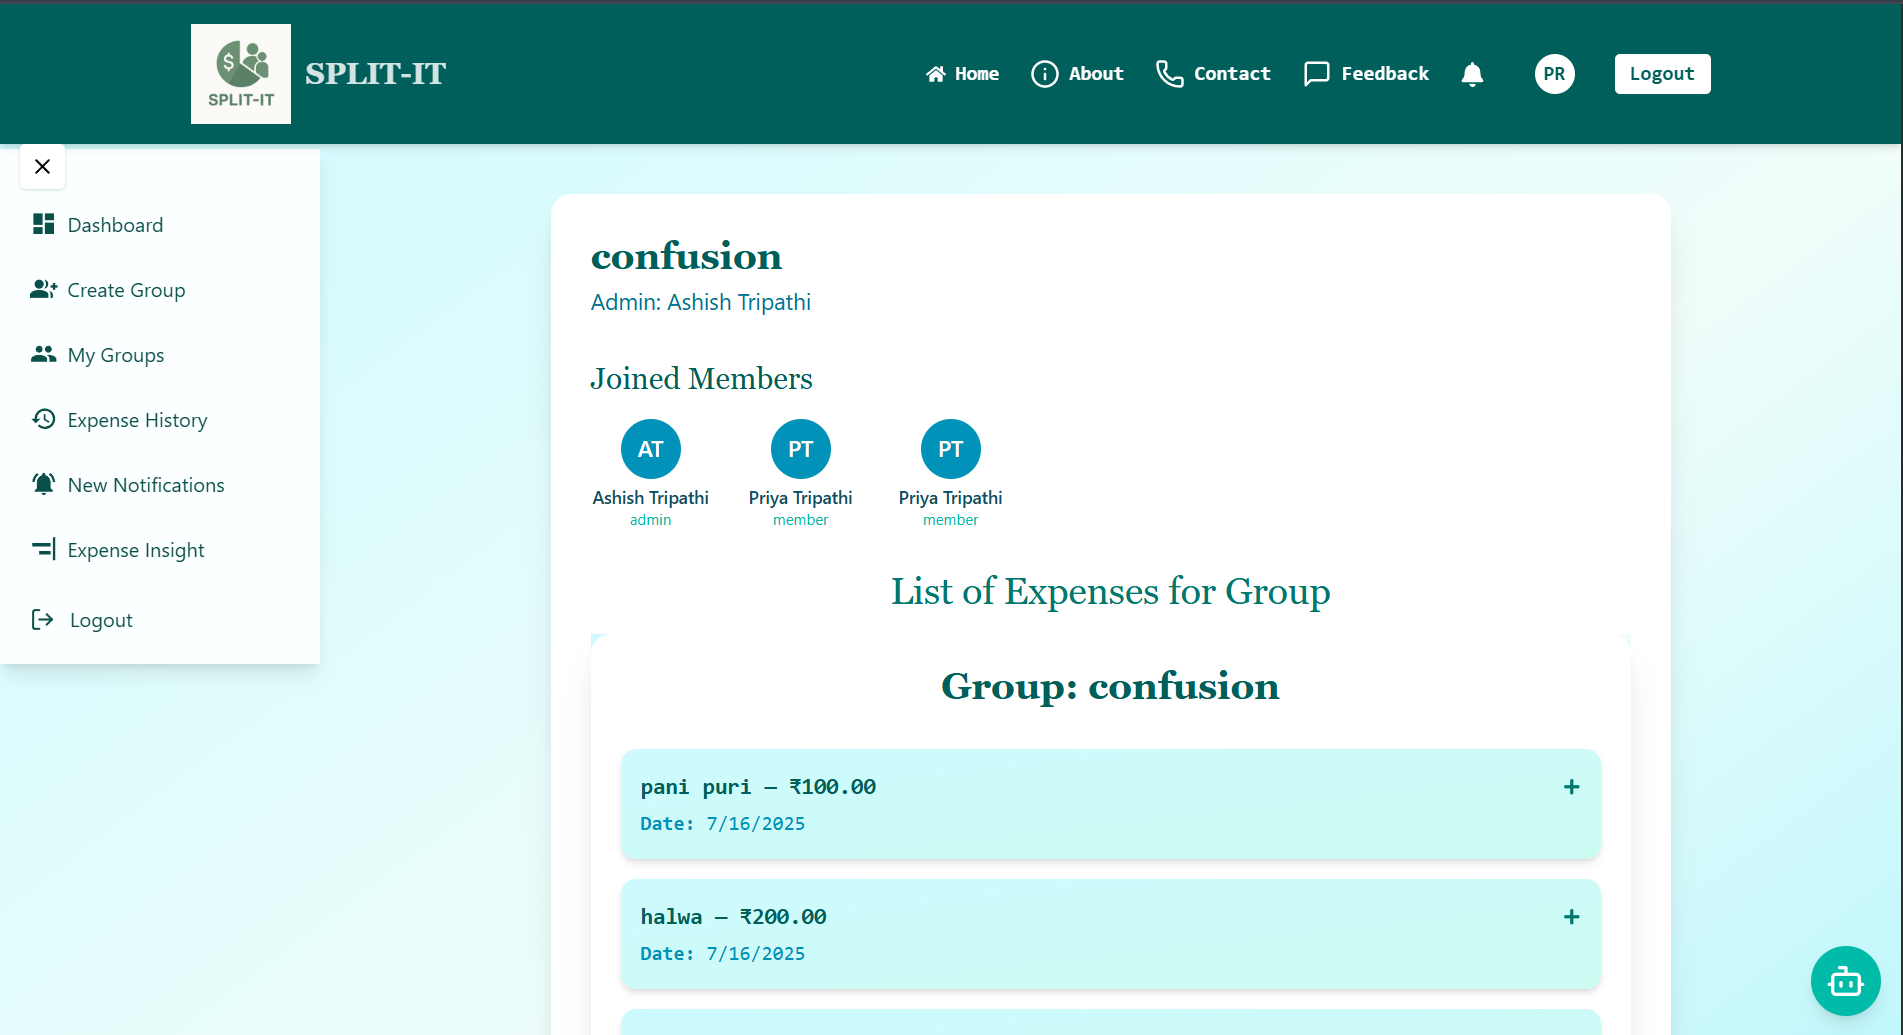 $
SPLIT-IT
SPLIT-IT
Home
About
Contact
Feedback
PR
Logout
Dashboard
Create Group
My Groups
Expense History
New Notifications
Expense Insight
Logout
confusion
Admin: Ashish Tripathi
Joined Members
AT
Ashish Tripathi
admin
PT
Priya Tripathi
member
PT
Priya Tripathi
member
List of Expenses for Group
Group: confusion
pani puri – ₹100.00
Date: 7/16/2025
halwa – ₹200.00
Date: 7/16/2025